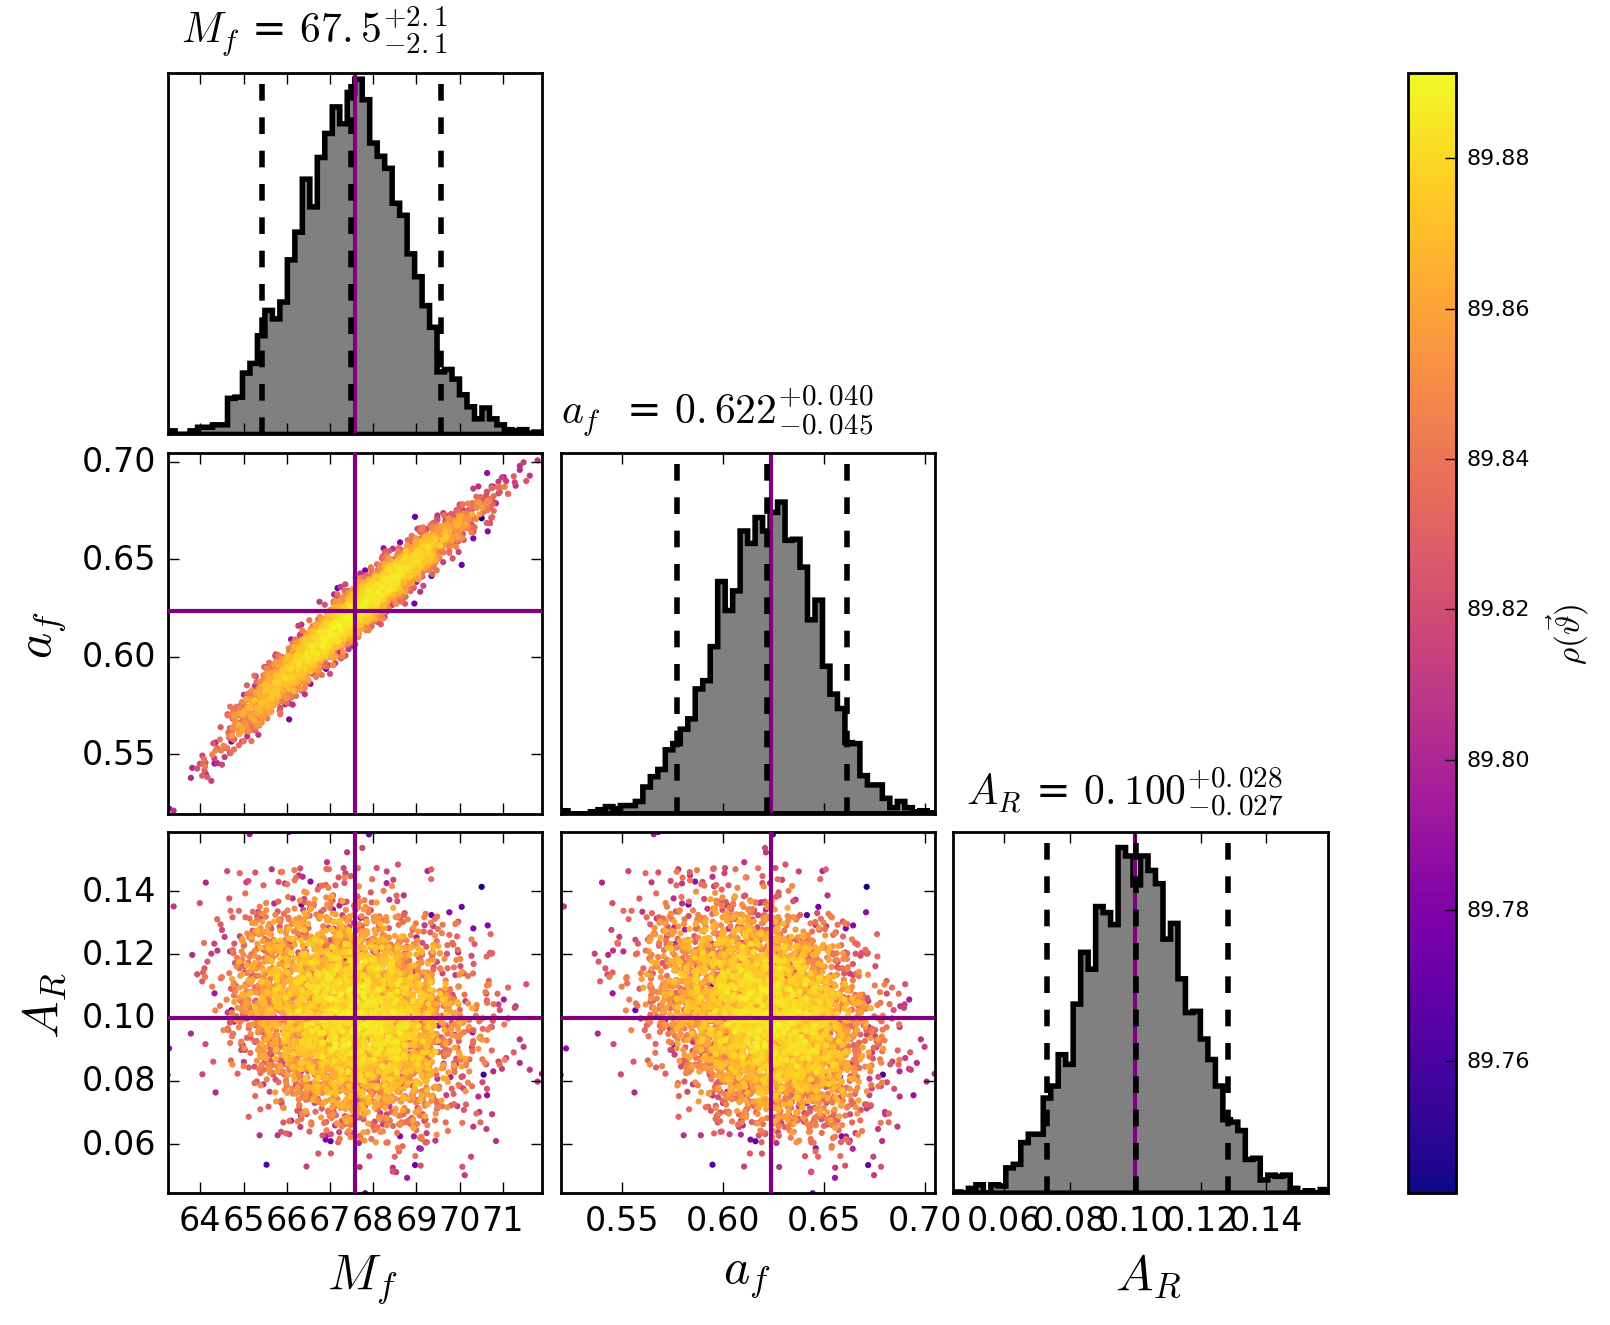 M_f = 67.5^{+2.1}_{-2.1}
a_f = 0.622^{+0.040}_{-0.045}
A_R = 0.100^{+0.028}_{-0.027}
0.70
0.65
0.60
0.55
a_f
0.14
0.12
0.10
0.08
0.06
A_R
64 65 66 67 68 69 70 71
M_f
0.55 0.60 0.65 0.70
a_f
0.06 0.08 0.10 0.12 0.14
A_R
89.88
89.86
89.84
89.82
89.80
89.78
89.76
ρ(ϑ⃗)